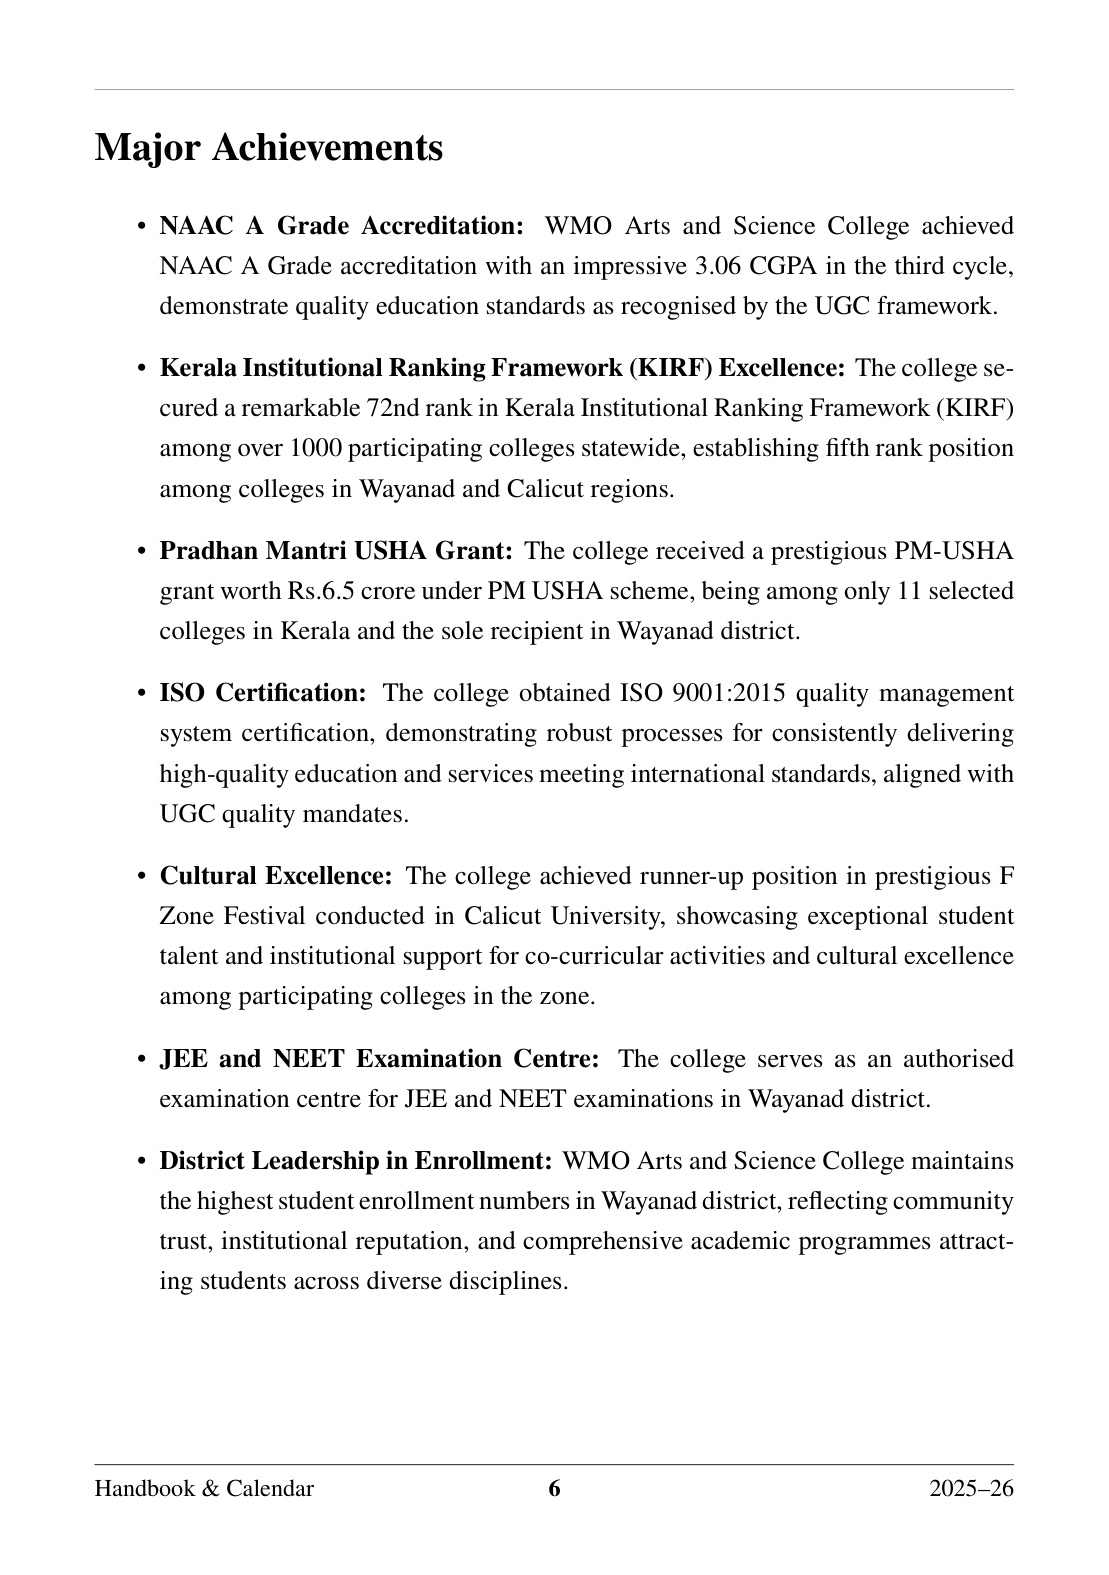 Major Achievements
• NAAC A Grade Accreditation: WMO Arts and Science College achieved
NAAC A Grade accreditation with an impressive 3.06 CGPA in the third cycle,
demonstrate quality education standards as recognised by the UGC framework.
• Kerala Institutional Ranking Framework (KIRF) Excellence: The college se-
cured a remarkable 72nd rank in Kerala Institutional Ranking Framework (KIRF)
among over 1000 participating colleges statewide, establishing fifth rank position
among colleges in Wayanad and Calicut regions.
• Pradhan Mantri USHA Grant: The college received a prestigious PM-USHA
grant worth Rs.6.5 crore under PM USHA scheme, being among only 11 selected
colleges in Kerala and the sole recipient in Wayanad district.
• ISO Certification: The college obtained ISO 9001:2015 quality management
system certification, demonstrating robust processes for consistently delivering
high-quality education and services meeting international standards, aligned with
UGC quality mandates.
• Cultural Excellence: The college achieved runner-up position in prestigious F
Zone Festival conducted in Calicut University, showcasing exceptional student
talent and institutional support for co-curricular activities and cultural excellence
among participating colleges in the zone.
• JEE and NEET Examination Centre: The college serves as an authorised
examination centre for JEE and NEET examinations in Wayanad district.
• District Leadership in Enrollment: WMO Arts and Science College maintains
the highest student enrollment numbers in Wayanad district, reflecting community
trust, institutional reputation, and comprehensive academic programmes attract-
ing students across diverse disciplines.
Handbook & Calendar 6 2025–26